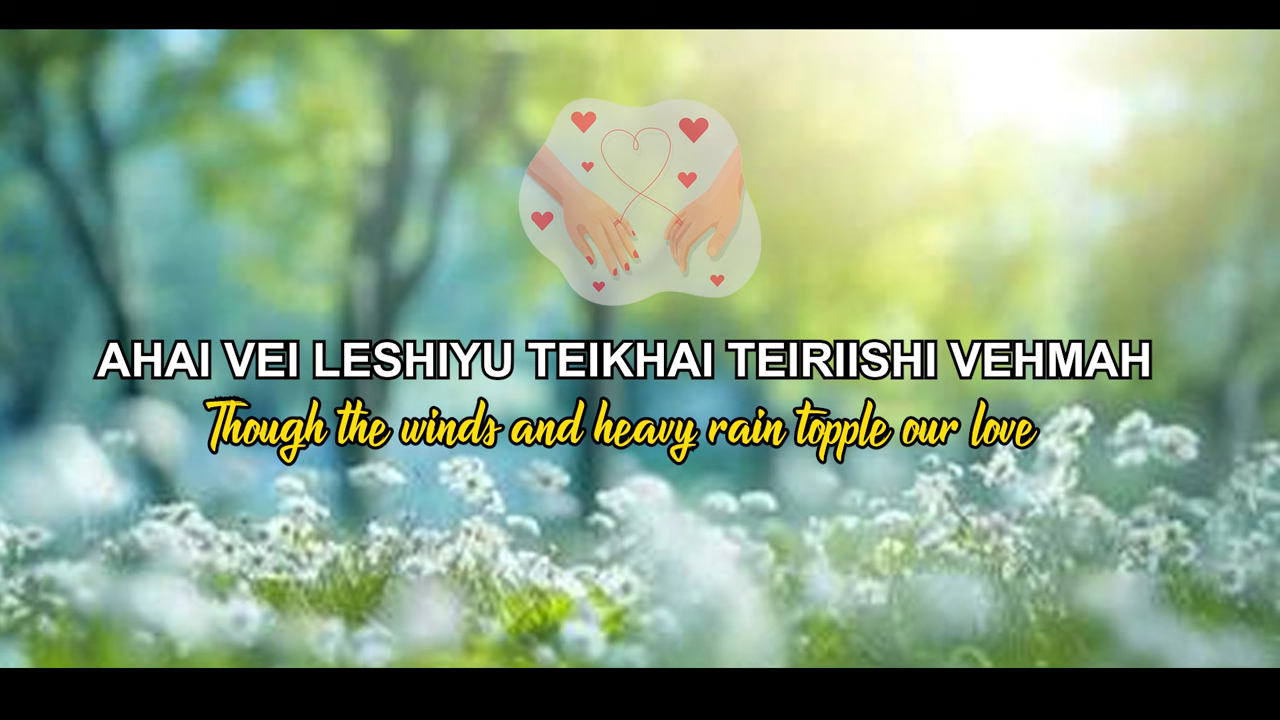 AHAI VEI LESHIYU TEIKHAI TEIRIISHI VEHMAH
Though the winds and heavy rain topple our love